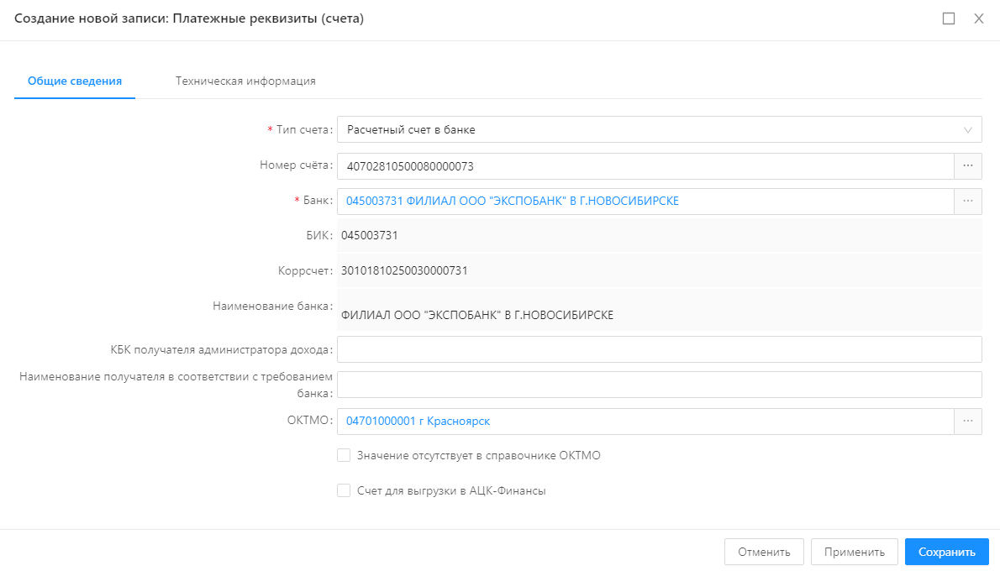 Создание новой записи: Платежные реквизиты (счета)
Общие сведения
Техническая информация
* Тип счета: Расчетный счет в банке
Номер счёта: 40702810500080000073 ...
* Банк: 045003731 ФИЛИАЛ ООО "ЭКСПОБАНК" В Г.НОВОСИБИРСКЕ ...
БИК: 045003731
Коррсчет: 30101810250030000731
Наименование банка:
ФИЛИАЛ ООО "ЭКСПОБАНК" В Г.НОВОСИБИРСКЕ
КБК получателя администратора дохода:
Наименование получателя в соответствии с требованием
банка:
ОКТМО: 04701000001 г Красноярск ...
Значение отсутствует в справочнике ОКТМО
Счет для выгрузки в АЦК-Финансы
Отменить
Применить
Сохранить